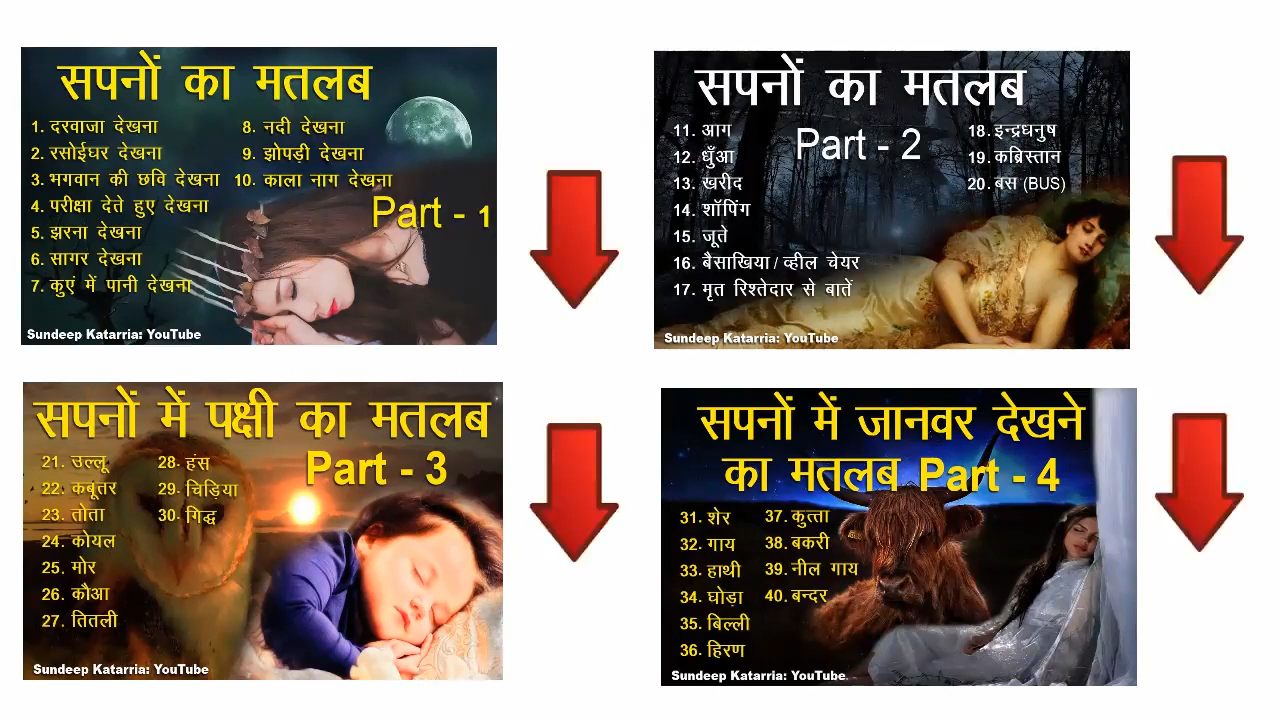 सपनों का मतलब
1. दरवाजा देखना
2. रसोईघर देखना
3. भगवान की छवि देखना
4. परीक्षा देते हुए देखना
5. झरना देखना
6. सागर देखना
7. कुएं में पानी देखना
8. नदी देखना
9. झोपड़ी देखना
10. काला नाग देखना
Part - 1
Sundeep Katarria: YouTube
सपनों का मतलब
Part - 2
11. आग
12. धुँआ
13. खरीद
14. शॉपिंग
15. जूते
16. बैसाखिया / व्हील चेयर
17. मृत रिश्तेदार से बातें
18. इन्द्रधनुष
19. कब्रिस्तान
20. बस (BUS)
Sundeep Katarria: YouTube
सपनों में पक्षी का मतलब
Part - 3
21. उल्लू
22. कबूतर
23. तोता
24. कोयल
25. मोर
26. कौआ
27. तितली
28. हंस
29. चिड़िया
30. गिद्ध
Sundeep Katarria: YouTube
सपनों में जानवर देखने
का मतलब Part - 4
31. शेर
32. गाय
33. हाथी
34. घोड़ा
35. बिल्ली
36. हिरण
37. कुत्ता
38. बकरी
39. नील गाय
40. बन्दर
Sundeep Katarria: YouTube